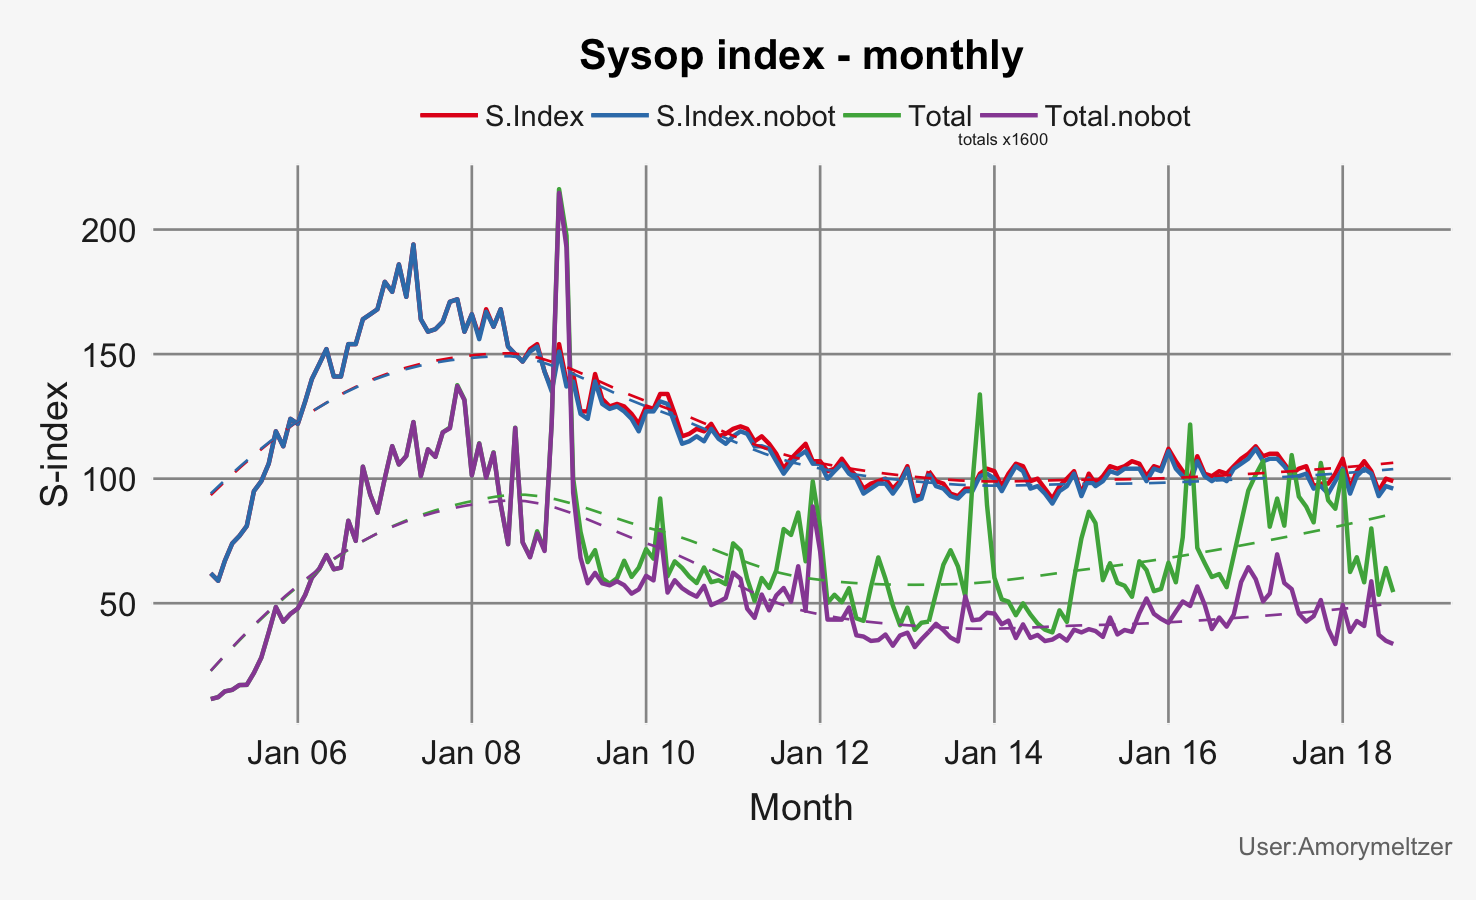 Sysop index - monthly
S.Index S.Index.nobot Total Total.nobot
totals x1600
200
150
100
50
S-index
Jan 06 Jan 08 Jan 10 Jan 12 Jan 14 Jan 16 Jan 18
Month
User:Amorymeltzer